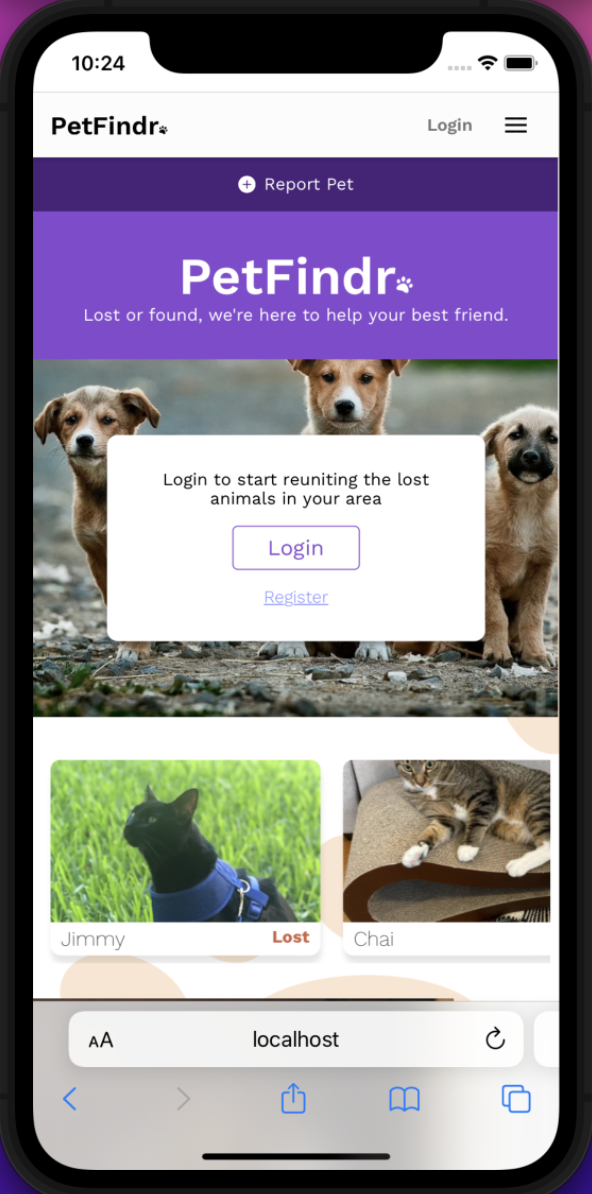 10:24
PetFindr
Login
Report Pet
PetFindr
Lost or found, we're here to help your best friend.
Login to start reuniting the lost
animals in your area
Login
Register
Jimmy
Lost
Chai
AA
localhost